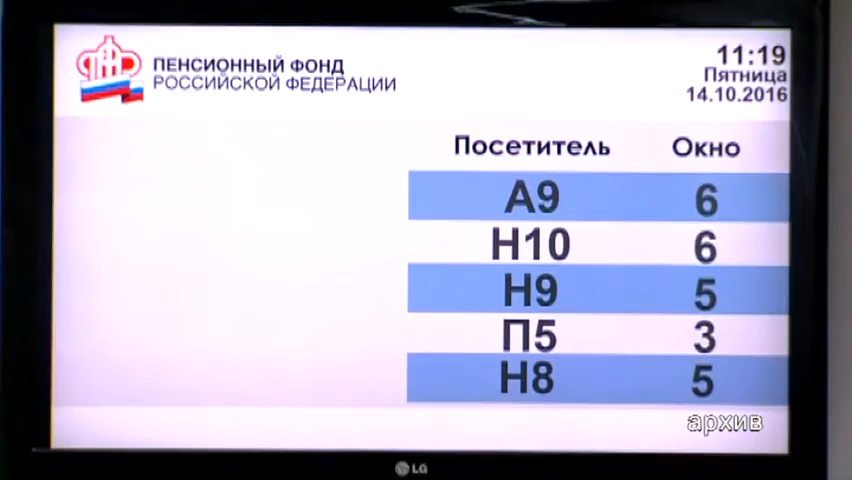 ПЕНСИОННЫЙ ФОНД
РОССИЙСКОЙ ФЕДЕРАЦИИ
11:19
Пятница
14.10.2016
Посетитель Окно
А9 6
Н10 6
Н9 5
П5 3
Н8 5
архив
LG